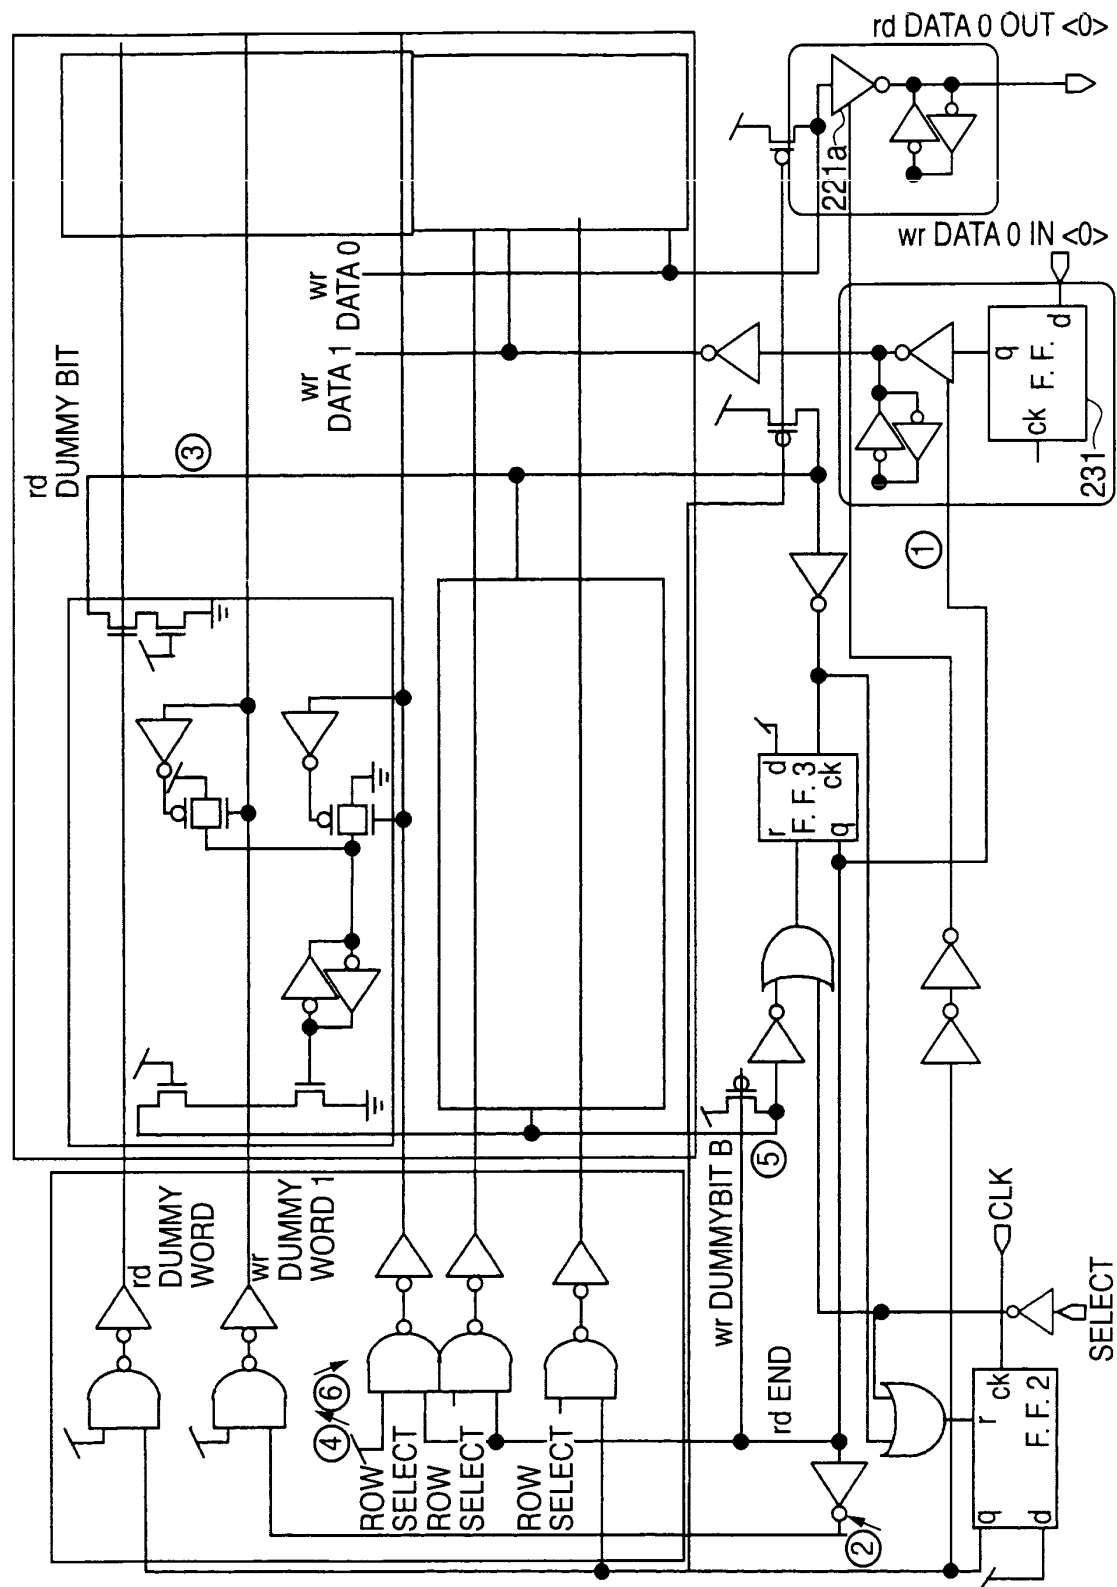 rd DATA 0 OUT <0>
221a
wr DATA 0 IN <0>
wr
DATA 0
wr
DATA 1
rd
DUMMY BIT
③
q
d
ck
F. F.
231
①
d
r
F. F. 3
ck
q
wr DUMMYBIT B
⑤
rd
DUMMY
WORD
wr
DUMMY
WORD 1
④
⑥
ROW
SELECT
ROW
SELECT
ROW
SELECT
rd END
②
CLK
SELECT
ck
r
F. F. 2
q
d